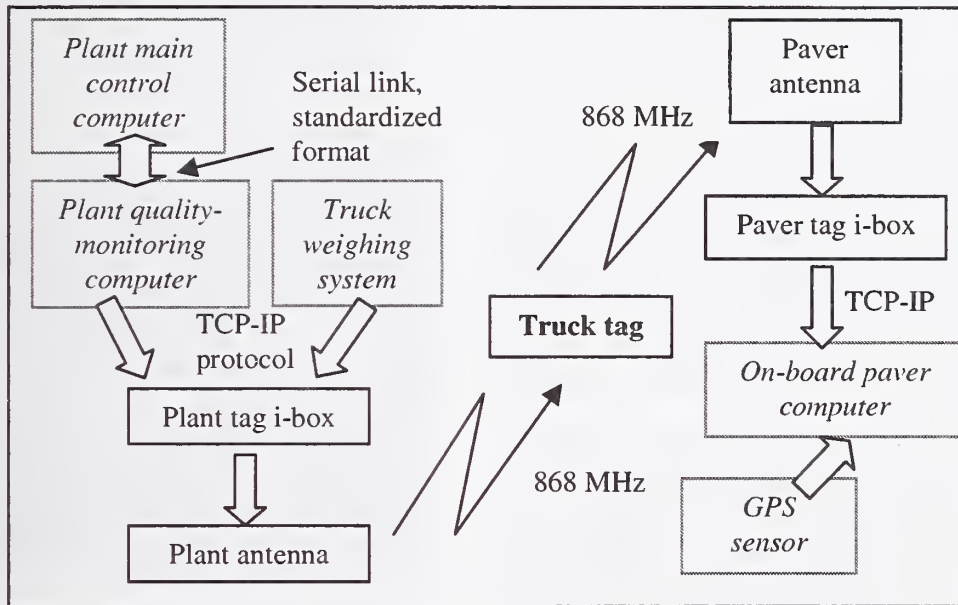 Plant main
control
computer
Serial link,
standardized
format
Plant quality-
monitoring
computer
Truck
weighing
system
TCP-IP
protocol
Plant tag i-box
Plant antenna
868 MHz
Truck tag
868 MHz
Paver
antenna
Paver tag i-box
TCP-IP
On-board paver
computer
GPS
sensor